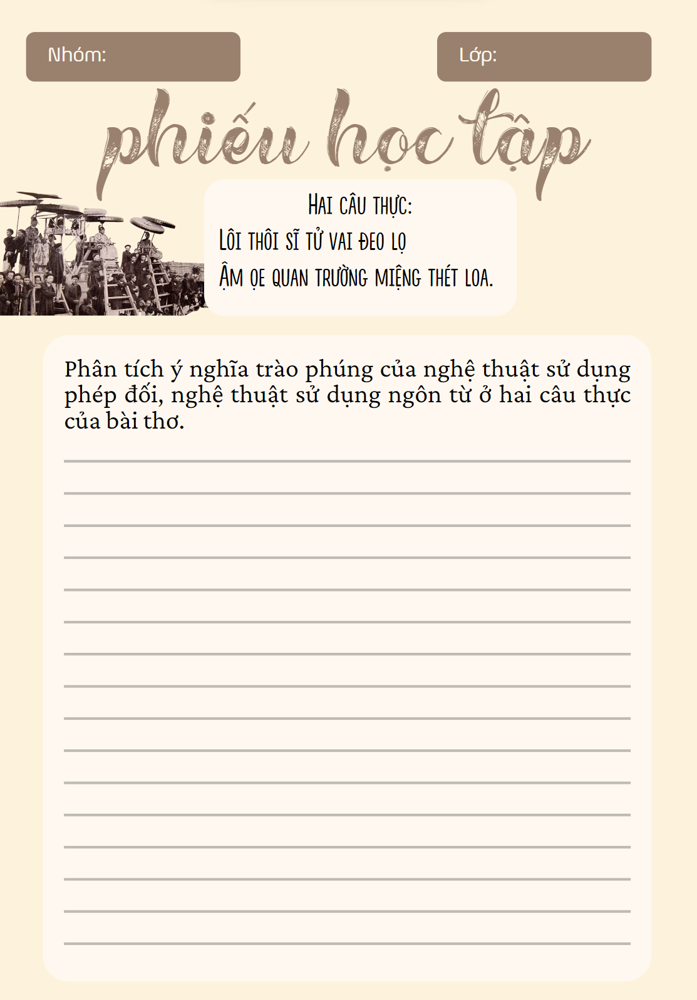 Nhóm:
Lớp:
phiếu học tập
Hai câu thực:
Lôi thôi sĩ tử vai đeo lọ
Ậm ọe quan trường miệng thét loa.
Phân tích ý nghĩa trào phúng của nghệ thuật sử dụng
phép đối, nghệ thuật sử dụng ngôn từ ở hai câu thực
của bài thơ.